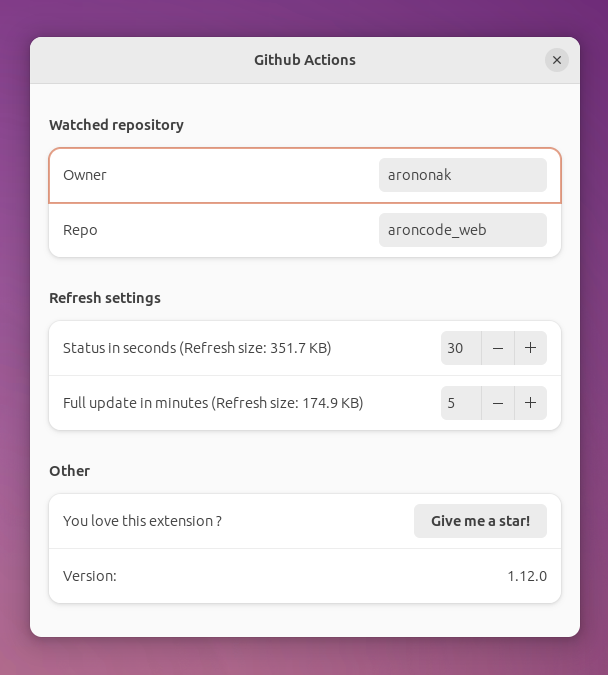 Github Actions
Watched repository
Owner arononak
Repo aroncode_web
Refresh settings
Status in seconds (Refresh size: 351.7 KB) 30
Full update in minutes (Refresh size: 174.9 KB) 5
Other
You love this extension ? Give me a star!
Version: 1.12.0